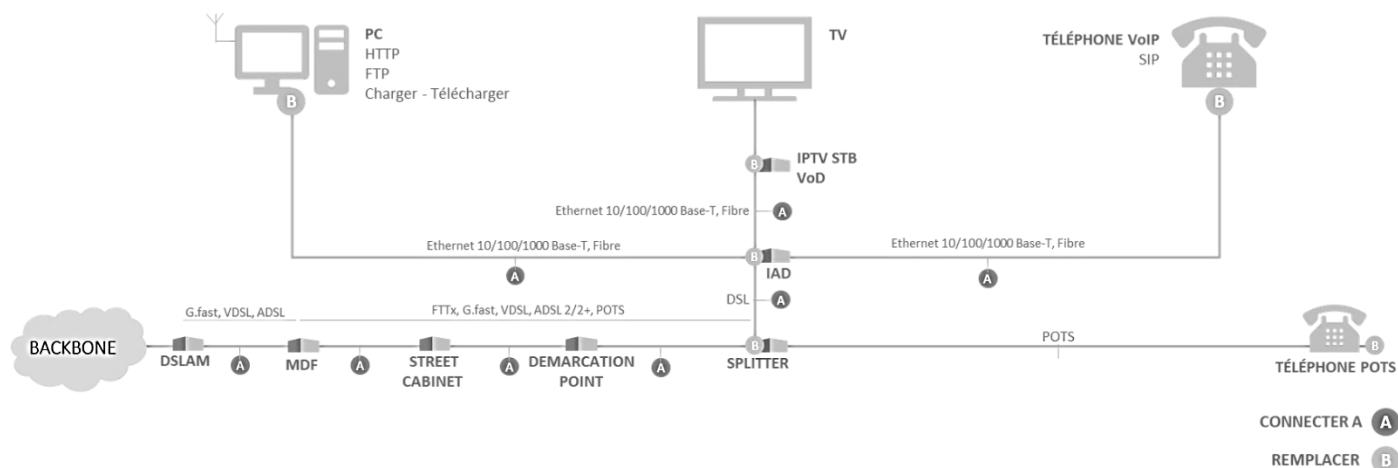 PC
HTTP
FTP
Charger - Télécharger
B
TV
TÉLÉPHONE VoIP
SIP
B
B
IPTV STB
VoD
Ethernet 10/100/1000 Base-T, Fibre
A
Ethernet 10/100/1000 Base-T, Fibre
A
B
IAD
Ethernet 10/100/1000 Base-T, Fibre
A
DSL
A
G.fast, VDSL, ADSL
FTTx, G.fast, VDSL, ADSL 2/2+, POTS
BACKBONE
DSLAM
A
MDF
A
STREET
CABINET
A
DEMARCATION
POINT
A
B
SPLITTER
POTS
B
TÉLÉPHONE POTS
CONNECTER A A
REMPLACER B